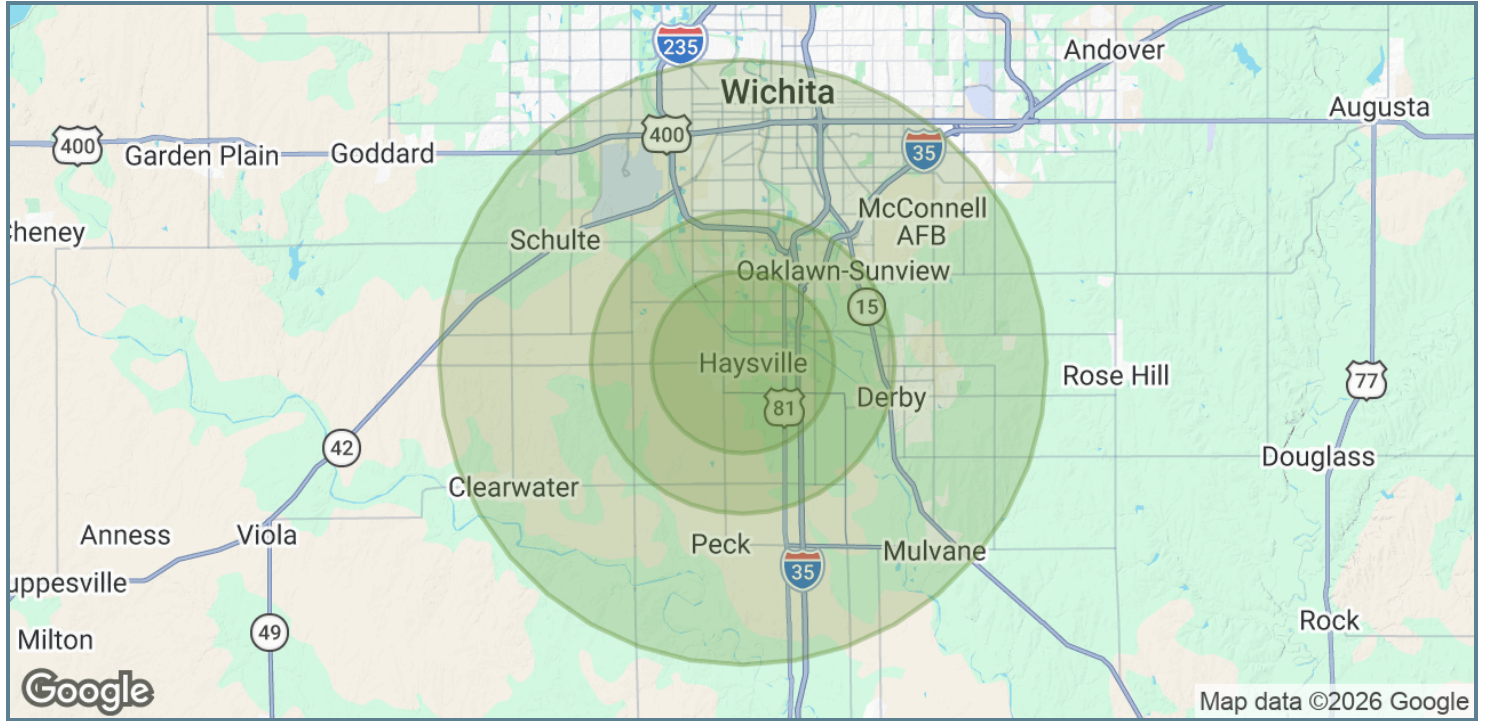 235
Andover
Wichita
Augusta
400
400
Garden Plain
Goddard
35
McConnell
AFB
Cheney
Schulte
Oaklawn-Sunview
15
Haysville
Rose Hill
77
81
Derby
42
Douglass
Clearwater
Anness
Viola
Peck
Mulvane
35
uppesville
Rock
49
Milton
Google
Map data ©2026 Google